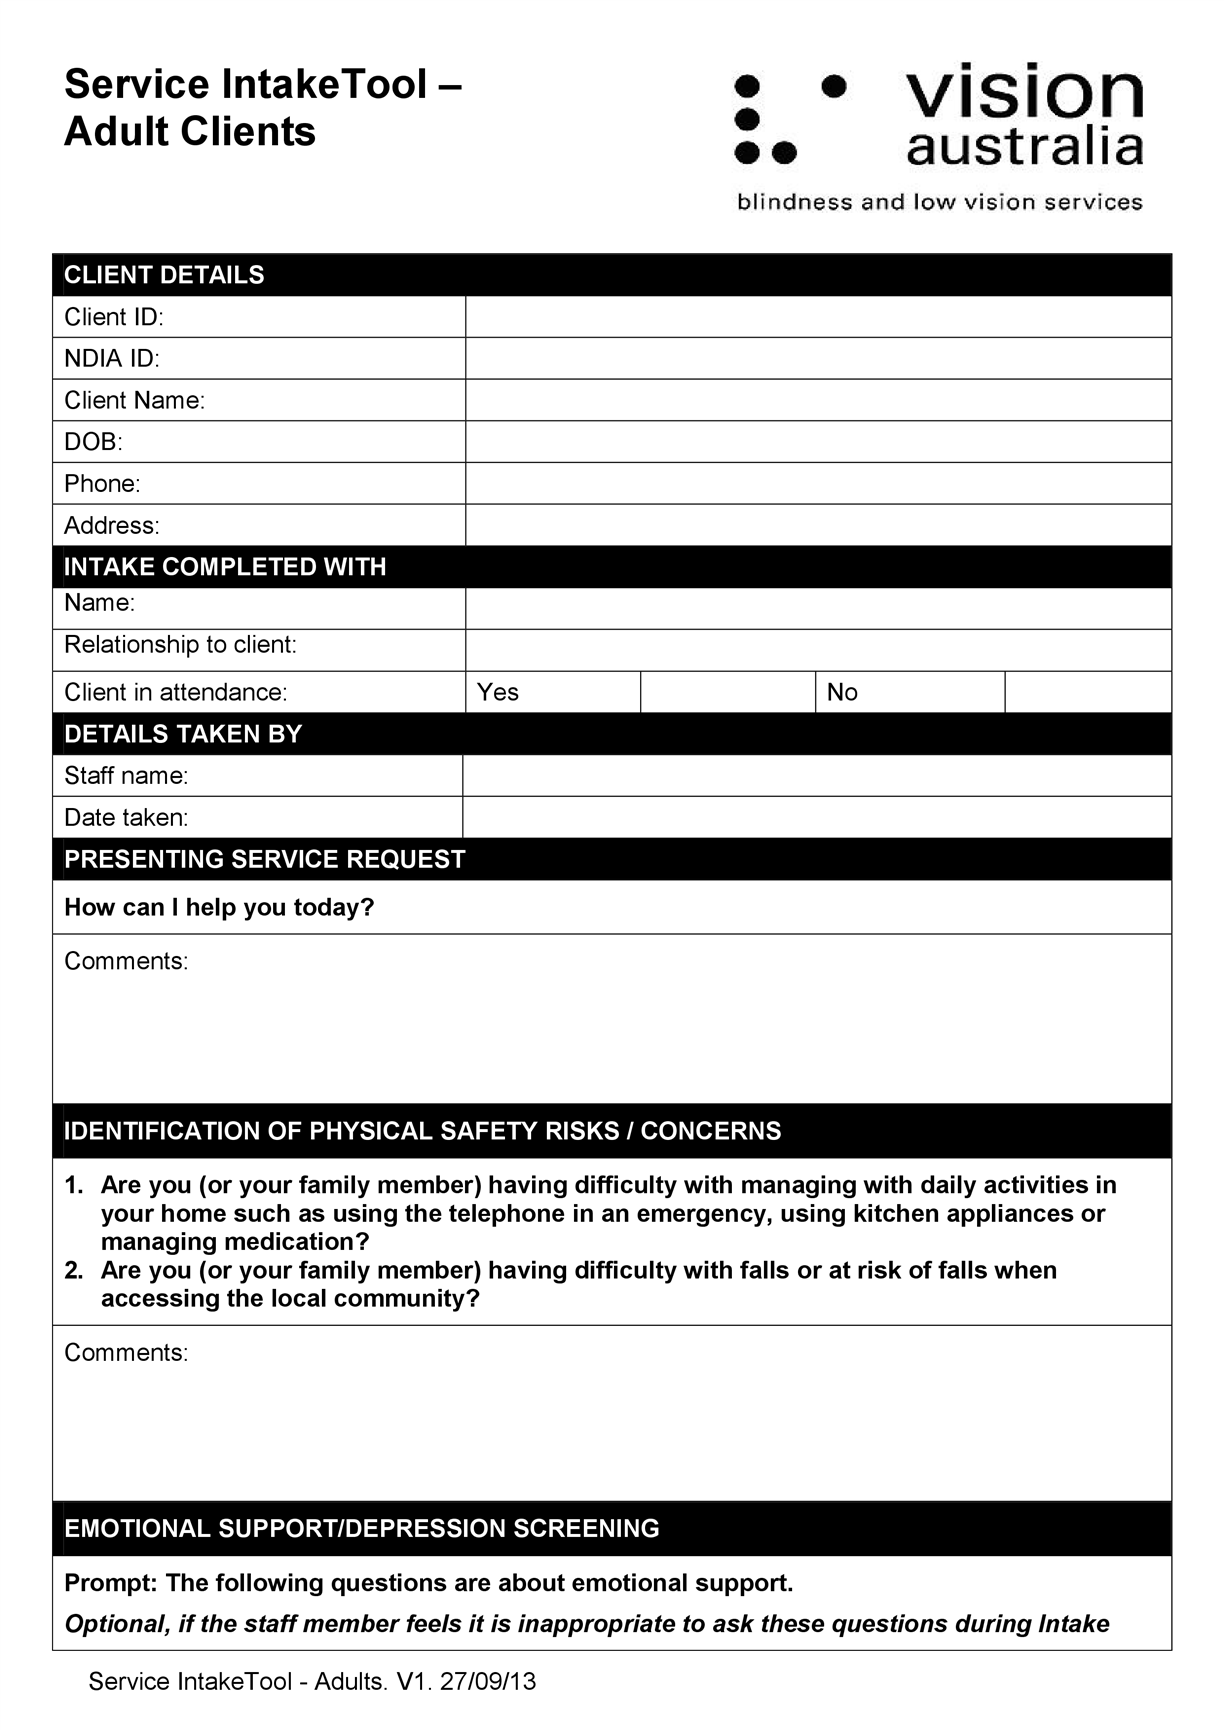 Service IntakeTool –
Adult Clients
vision
australia
blindness and low vision services
CLIENT DETAILS
Client ID:
NDIA ID:
Client Name:
DOB:
Phone:
Address:
INTAKE COMPLETED WITH
Name:
Relationship to client:
Client in attendance: Yes No
DETAILS TAKEN BY
Staff name:
Date taken:
PRESENTING SERVICE REQUEST
How can I help you today?
Comments:
IDENTIFICATION OF PHYSICAL SAFETY RISKS / CONCERNS
1. Are you (or your family member) having difficulty with managing with daily activities in
your home such as using the telephone in an emergency, using kitchen appliances or
managing medication?
2. Are you (or your family member) having difficulty with falls or at risk of falls when
accessing the local community?
Comments:
EMOTIONAL SUPPORT/DEPRESSION SCREENING
Prompt: The following questions are about emotional support.
Optional, if the staff member feels it is inappropriate to ask these questions during Intake
Service IntakeTool - Adults. V1. 27/09/13